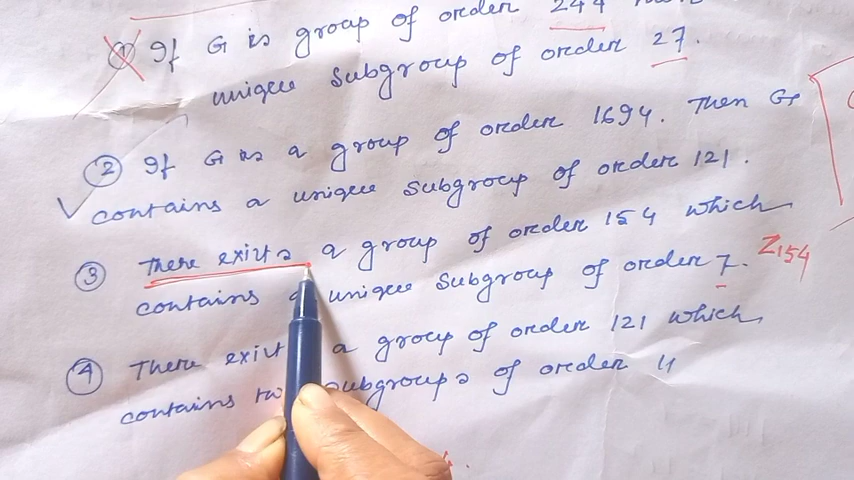 ① If G is group of order 244
unique subgroup of order 27.
② If G is a group of order 1694. Then G
contains a unique subgroup of order 121.
③ There exists a group of order 154 which
contains a unique subgroup of order 7. Z154
④ There exist a group of order 121 which
contains subgroups of order 11